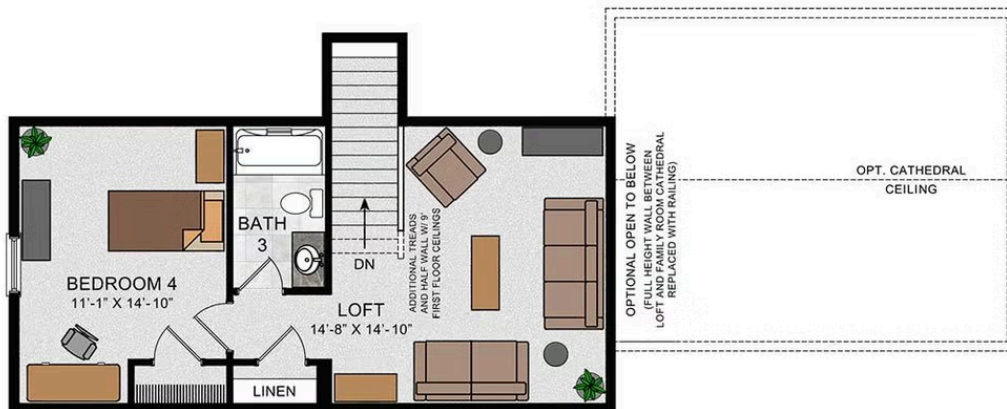 BEDROOM 4
11'-1" X 14'-10"
BATH
3
DN
ADDITIONAL TREADS
AND HALF WALL W/ 9'
FIRST FLOOR CEILINGS
LOFT
14'-8" X 14'-10"
LINEN
OPTIONAL OPEN TO BELOW
(FULL HEIGHT WALL BETWEEN
LOFT AND FAMILY ROOM CATHEDRAL
REPLACED WITH RAILING)
OPT. CATHEDRAL
CEILING